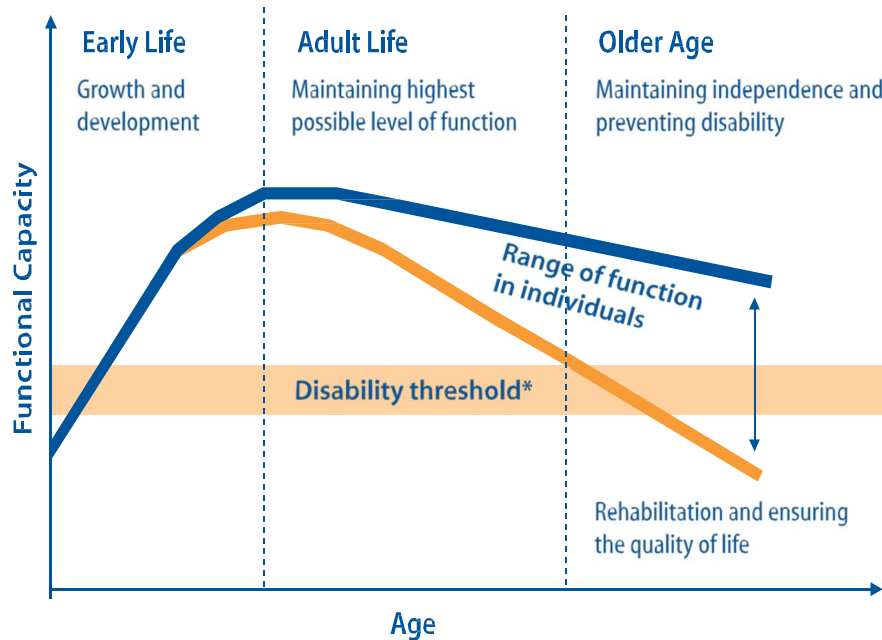 Early Life
Growth and
development
Adult Life
Maintaining highest
possible level of function
Older Age
Maintaining independence and
preventing disability
Functional Capacity
Range of function
in individuals
Disability threshold*
Rehabilitation and ensuring
the quality of life
Age